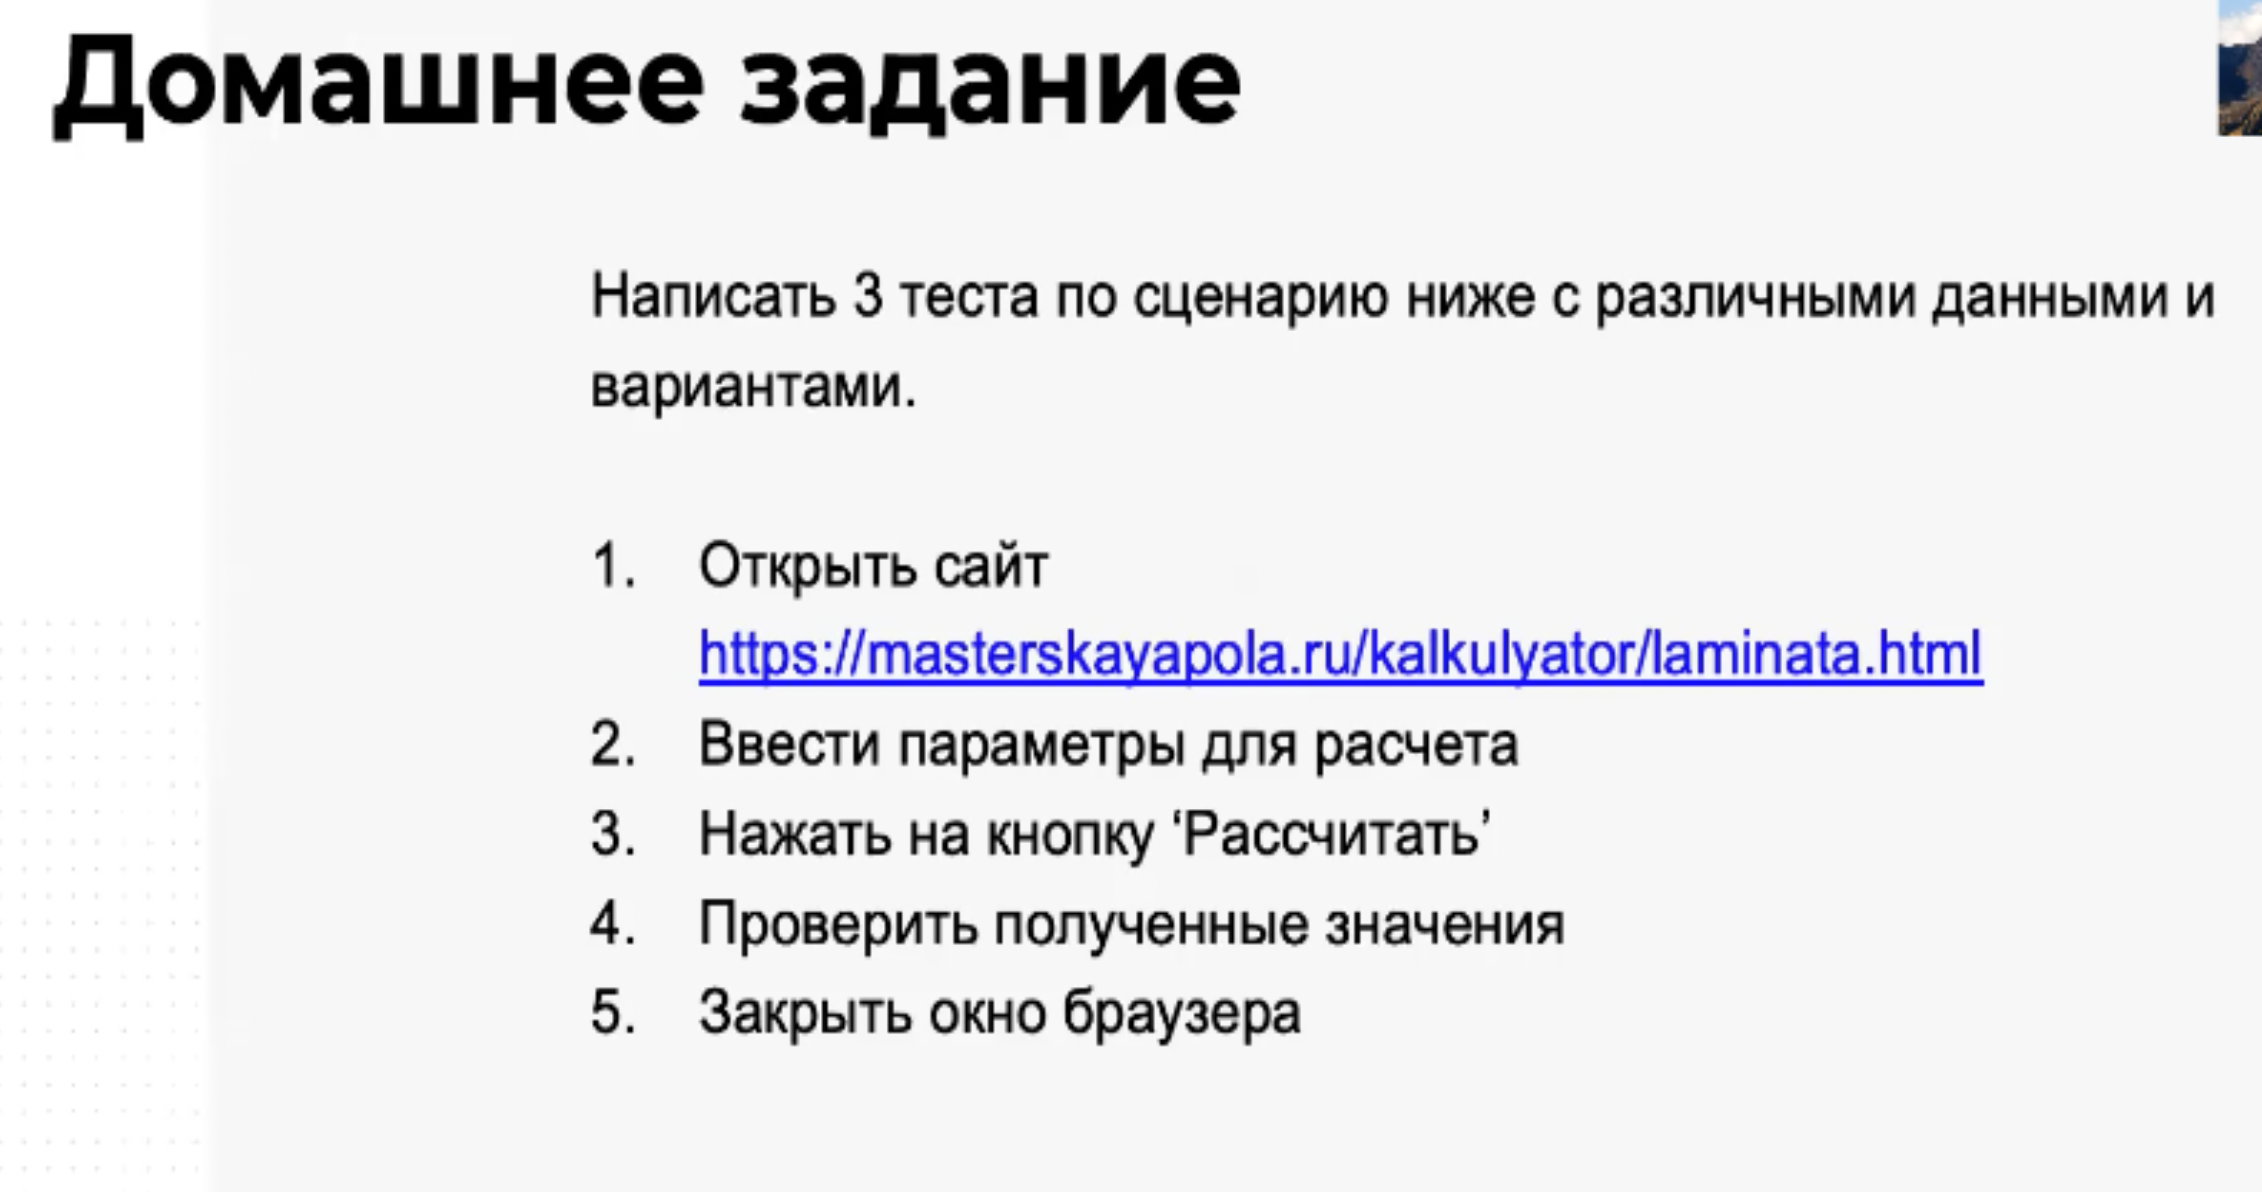 Домашнее задание
Написать 3 теста по сценарию ниже с различными данными и
вариантами.
1. Открыть сайт
https://masterskayapola.ru/kalkulyator/laminata.html
2. Ввести параметры для расчета
3. Нажать на кнопку ‘Рассчитать’
4. Проверить полученные значения
5. Закрыть окно браузера